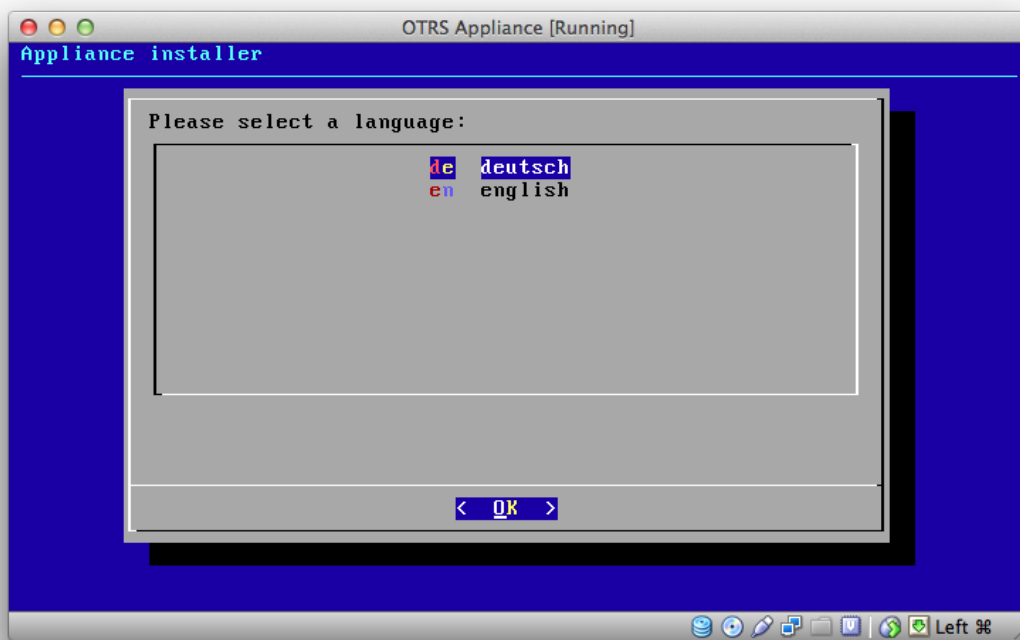 OTRS Appliance [Running]
Appliance installer
Please select a language:
de deutsch
en english
< OK >
Left ⌘